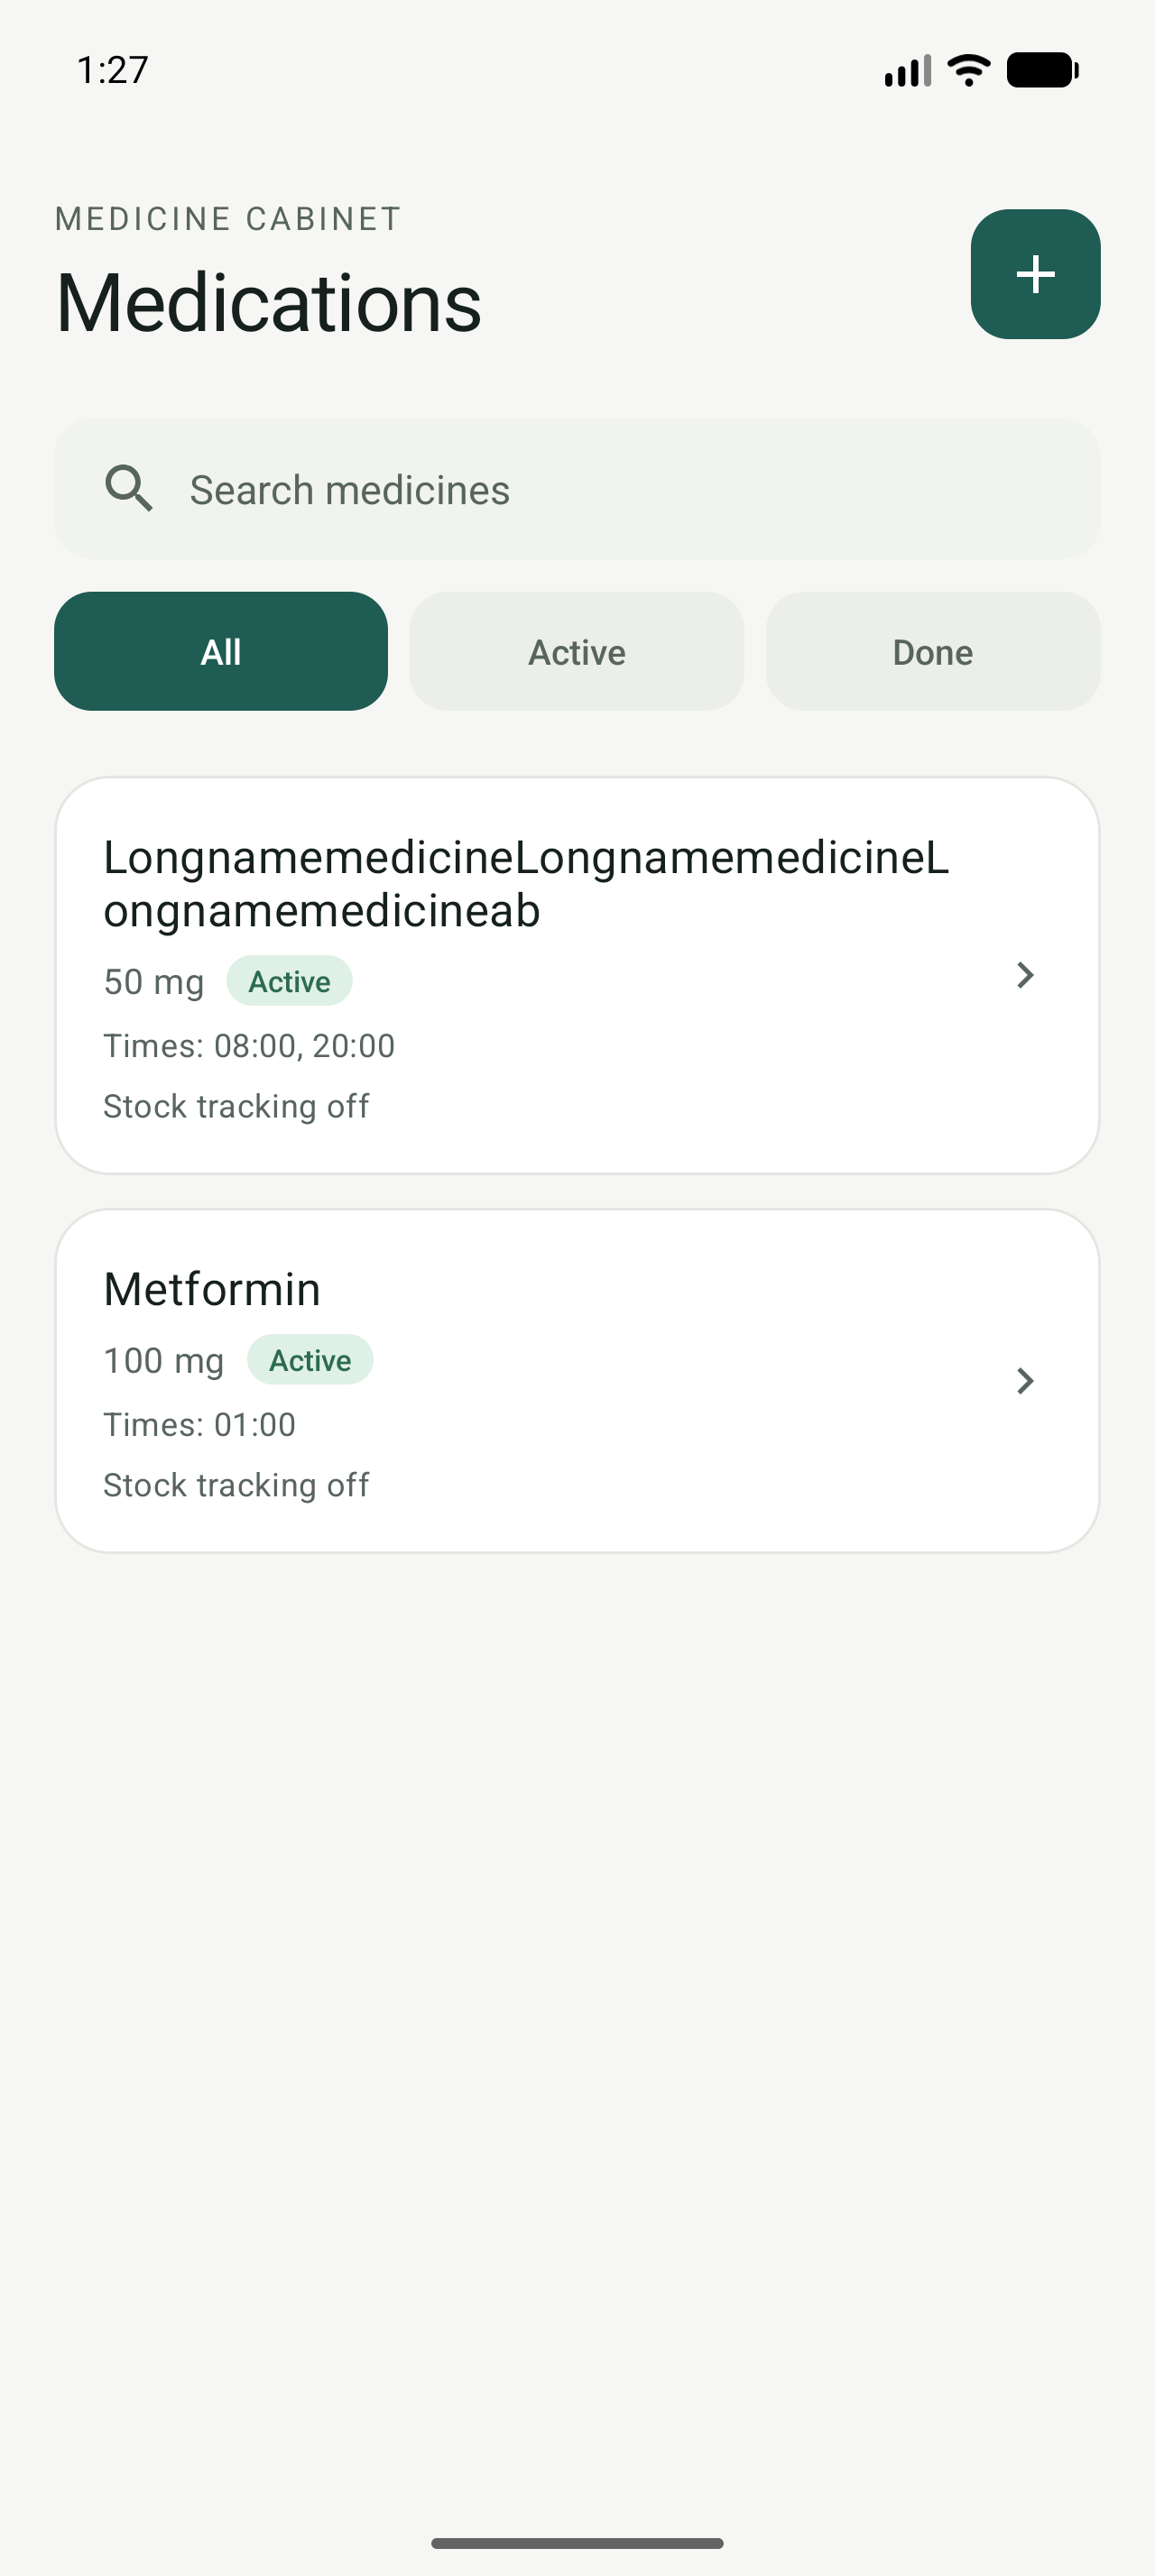 1:27
MEDICINE CABINET
Medications
Search medicines
All
Active
Done
LongnamemedicineLongnamemedicineL
ongnamemedicineab
50 mg Active
Times: 08:00, 20:00
Stock tracking off
Metformin
100 mg Active
Times: 01:00
Stock tracking off